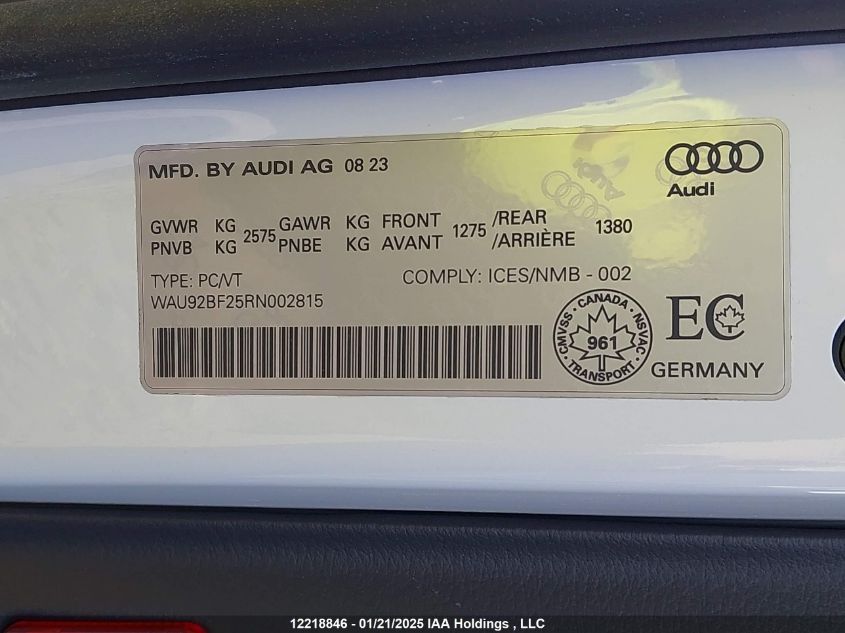 MFD. BY AUDI AG 08 23
Audi
GVWR KG 2575 GAWR KG FRONT 1275 /REAR 1380
PNVB KG PNBE KG AVANT /ARRIÈRE
TYPE: PC/VT COMPLY: ICES/NMB - 002
WAU92BF25RN002815
CANADA
CMVSS 961 NSVAC
TRANSPORT
EC
GERMANY
12218846 - 01/21/2025 IAA Holdings , LLC